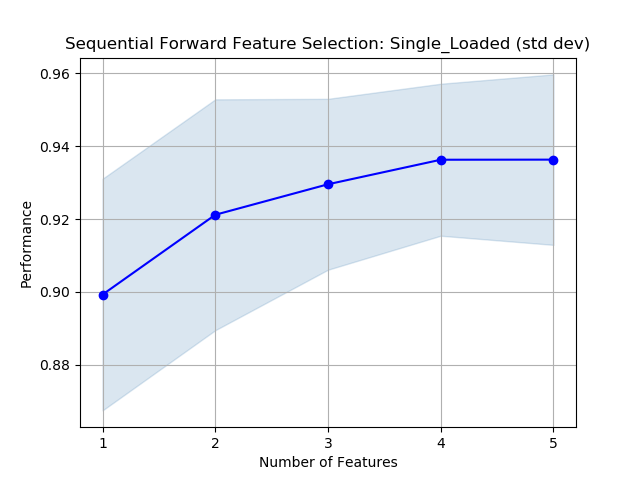 Sequential Forward Feature Selection: Single_Loaded (std dev)
0.96
0.94
0.92
0.90
0.88
Performance
1 2 3 4 5
Number of Features